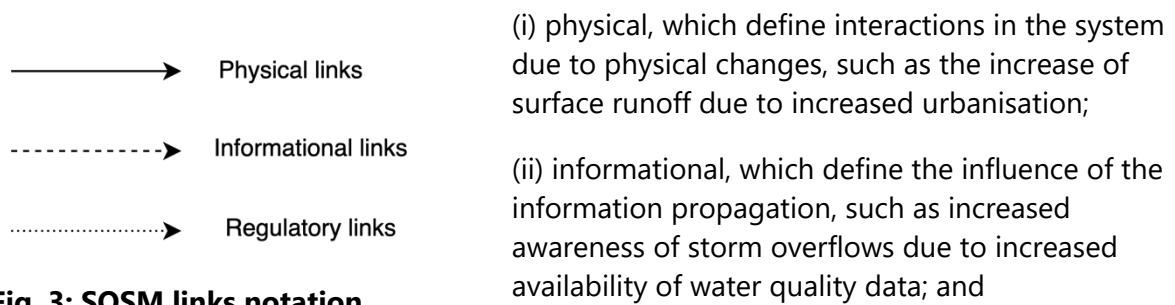 Physical links
Informational links
Regulatory links
Fig. 3: SOSM links notation
(i) physical, which define interactions in the system
due to physical changes, such as the increase of
surface runoff due to increased urbanisation;
(ii) informational, which define the influence of the
information propagation, such as increased
awareness of storm overflows due to increased
availability of water quality data; and